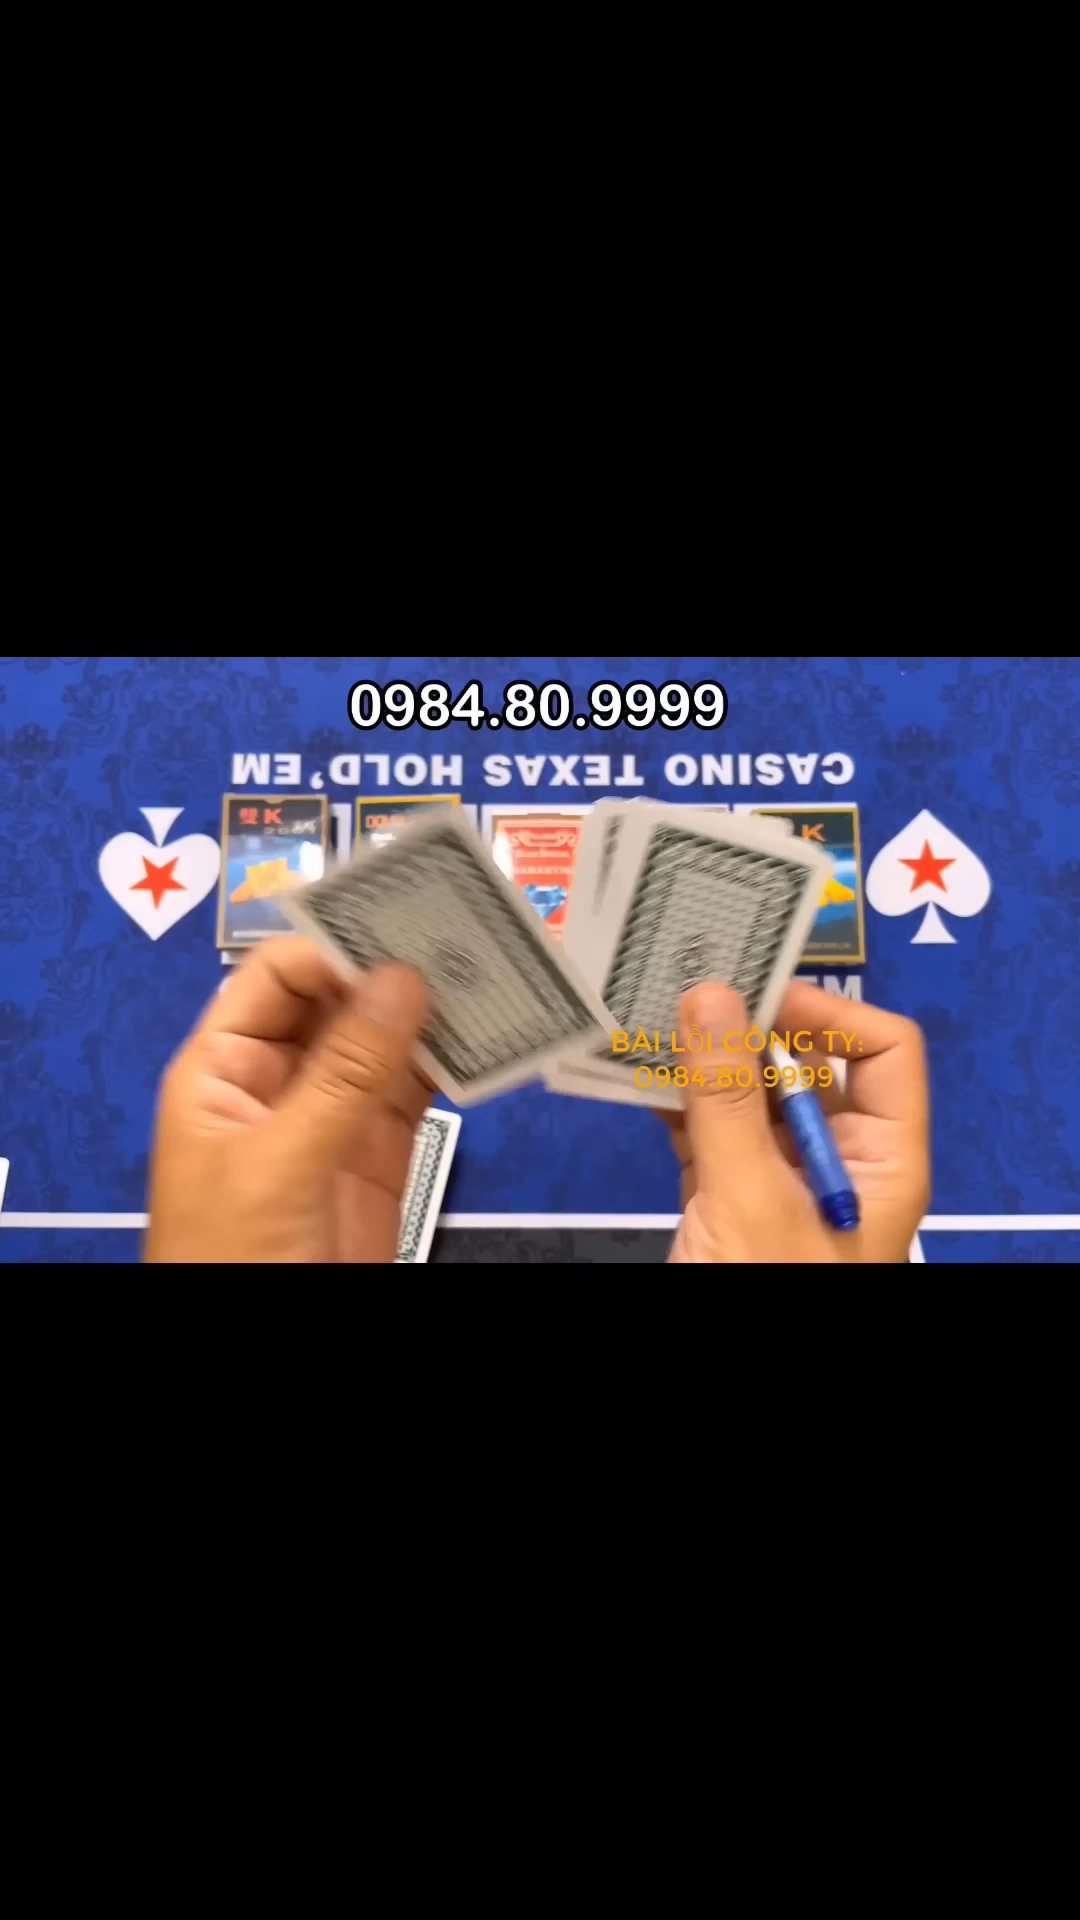 0984.80.9999
CASINO TEXAS HOLD'EM
K
K
BÀI LỖI CÔNG TY:
0984.80.9999